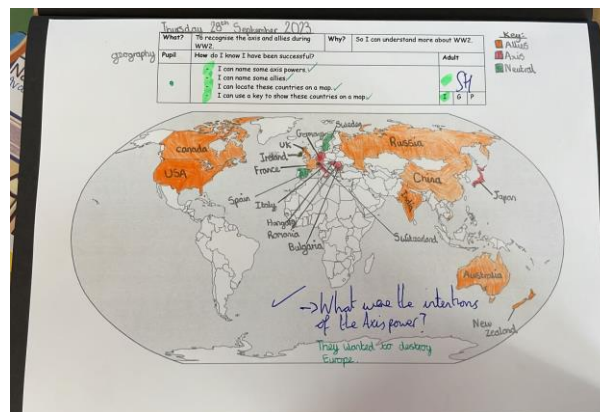 Thursday 28th September 2023
geography
What?
To recognise the axis and allies during
WW2.
Why?
So I can understand more about WW2.
Pupil
How do I know I have been successful?
Adult
I can name some axis powers.
I can name some allies.
I can locate these countries on a map.
I can use a key to show these countries on a map.
SH
I G P
Key:
Allies
Axis
Neutral
Canada
USA
UK
Ireland
France
Spain
Italy
Hungary
Romania
Bulgaria
Germany
Sweden
Switzerland
Russia
China
India
Japan
Australia
New
Zealand
→What were the intentions
of the Axis power?
They wanted to destroy
Europe.